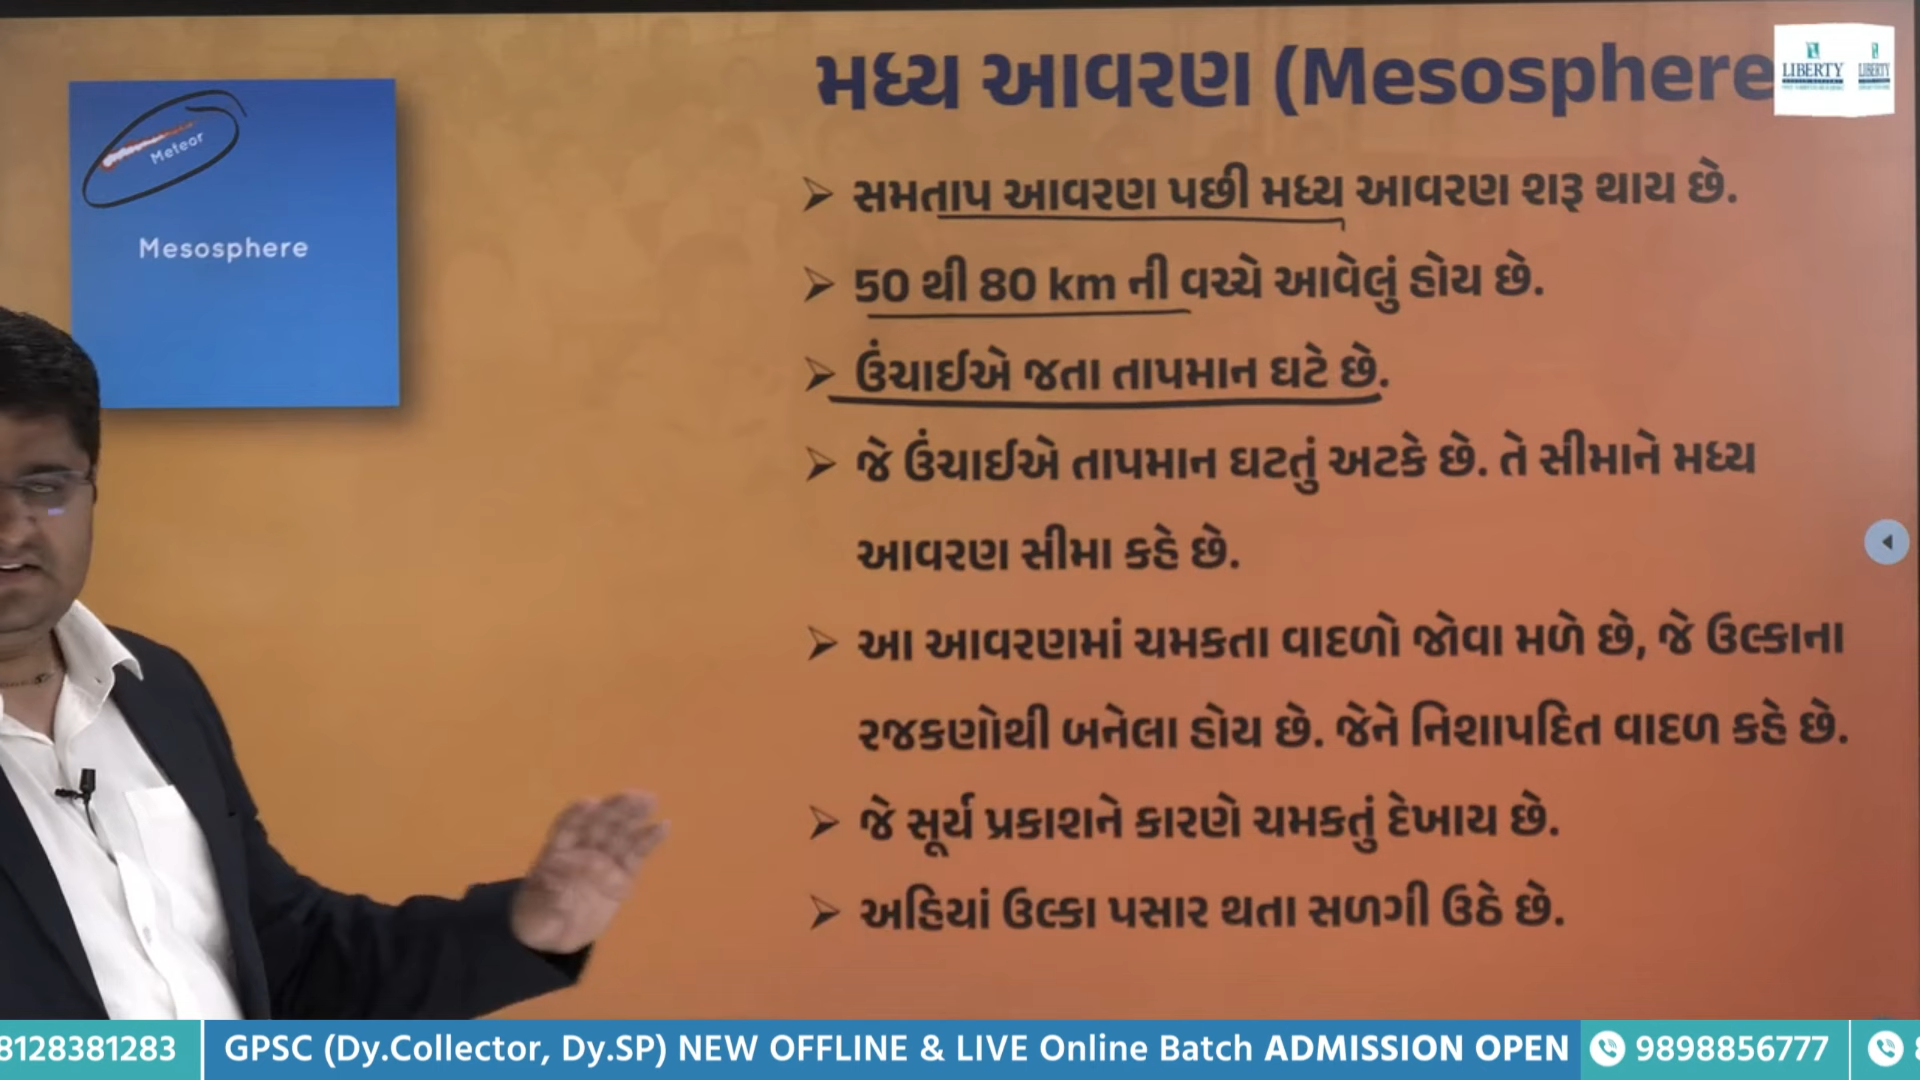 મધ્ય આવરણ (Mesosphere
LIBERTY
LIBERTY
Meteor
Mesosphere
➢ સમતાપ આવરણ પછી મધ્ય આવરણ શરૂ થાય છે.
➢ 50 થી 80 km ની વચ્ચે આવેલું હોય છે.
➢ ઉંચાઈએ જતા તાપમાન ઘટે છે.
➢ જે ઉંચાઈએ તાપમાન ઘટતું અટકે છે. તે સીમાને મધ્ય
આવરણ સીમા કહે છે.
➢ આ આવરણમાં ચમકતા વાદળો જોવા મળે છે, જે ઉલ્કાના
રજકણોથી બનેલા હોય છે. જેને નિશાપદિત વાદળ કહે છે.
➢ જે સૂર્ય પ્રકાશને કારણે ચમકતું દેખાય છે.
➢ અહિયાં ઉલ્કા પસાર થતા સળગી ઉઠે છે.
8128381283
GPSC (Dy.Collector, Dy.SP) NEW OFFLINE & LIVE Online Batch ADMISSION OPEN
9898856777